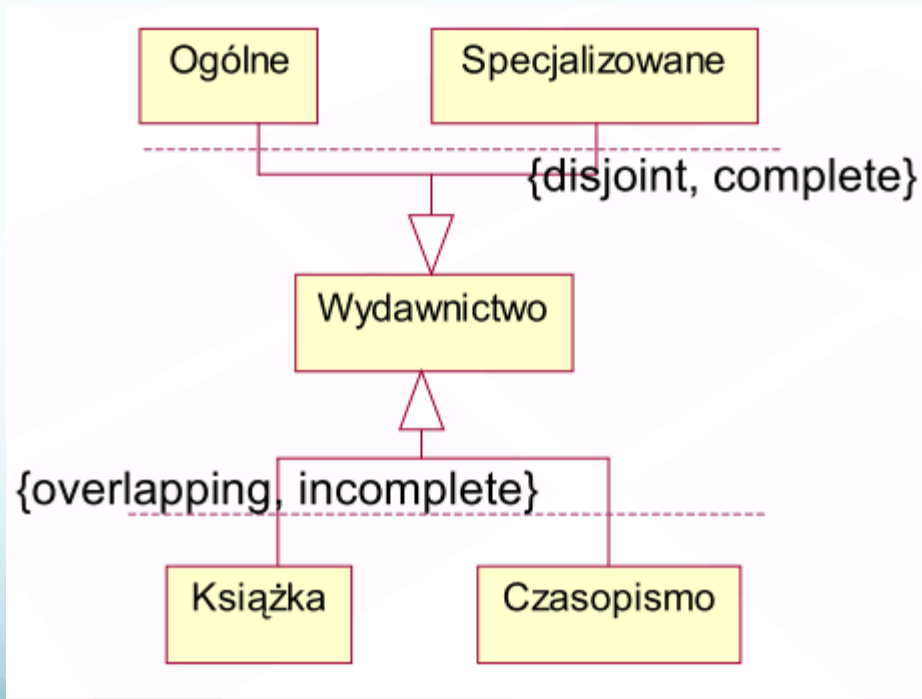 Ogólne
Specjalizowane
{disjoint, complete}
Wydawnictwo
{overlapping, incomplete}
Książka
Czasopismo